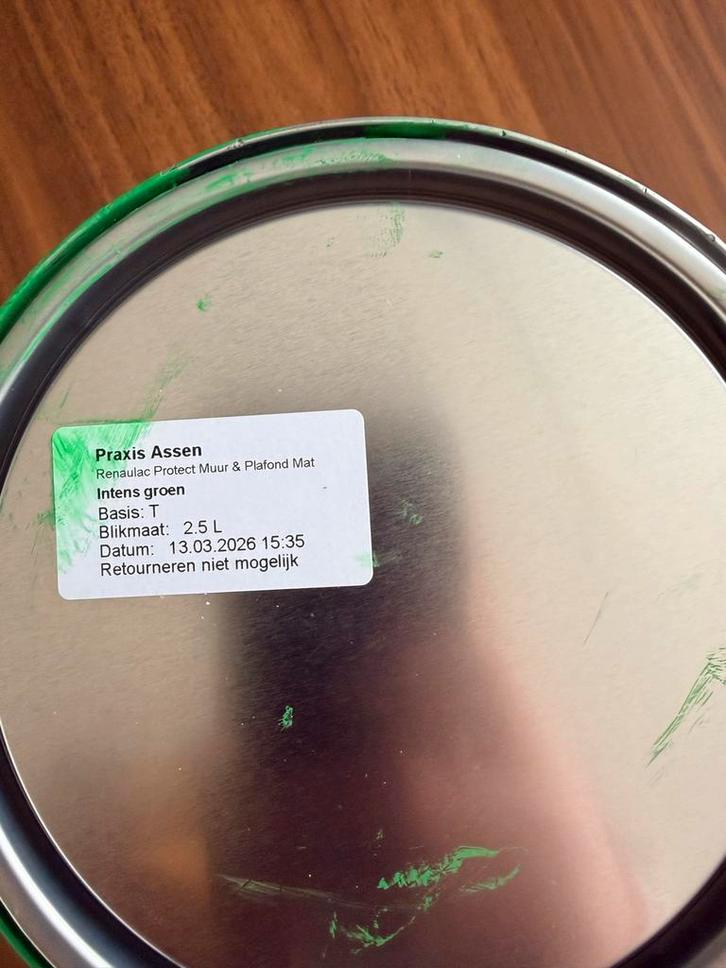 Praxis Assen
Renaulac Protect Muur & Plafond Mat
Intens groen
Basis: T
Blikmaat: 2.5 L
Datum: 13.03.2026 15:35
Retourneren niet mogelijk